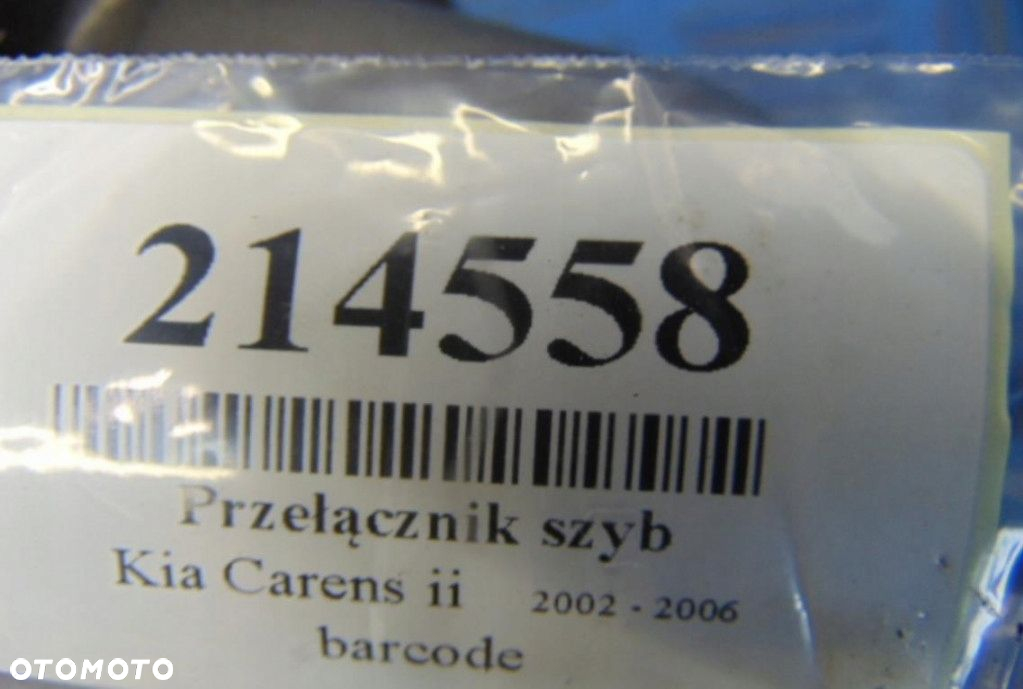 214558
Przełącznik szyb
Kia Carens ii 2002 - 2006
barcode
OTOMOTO